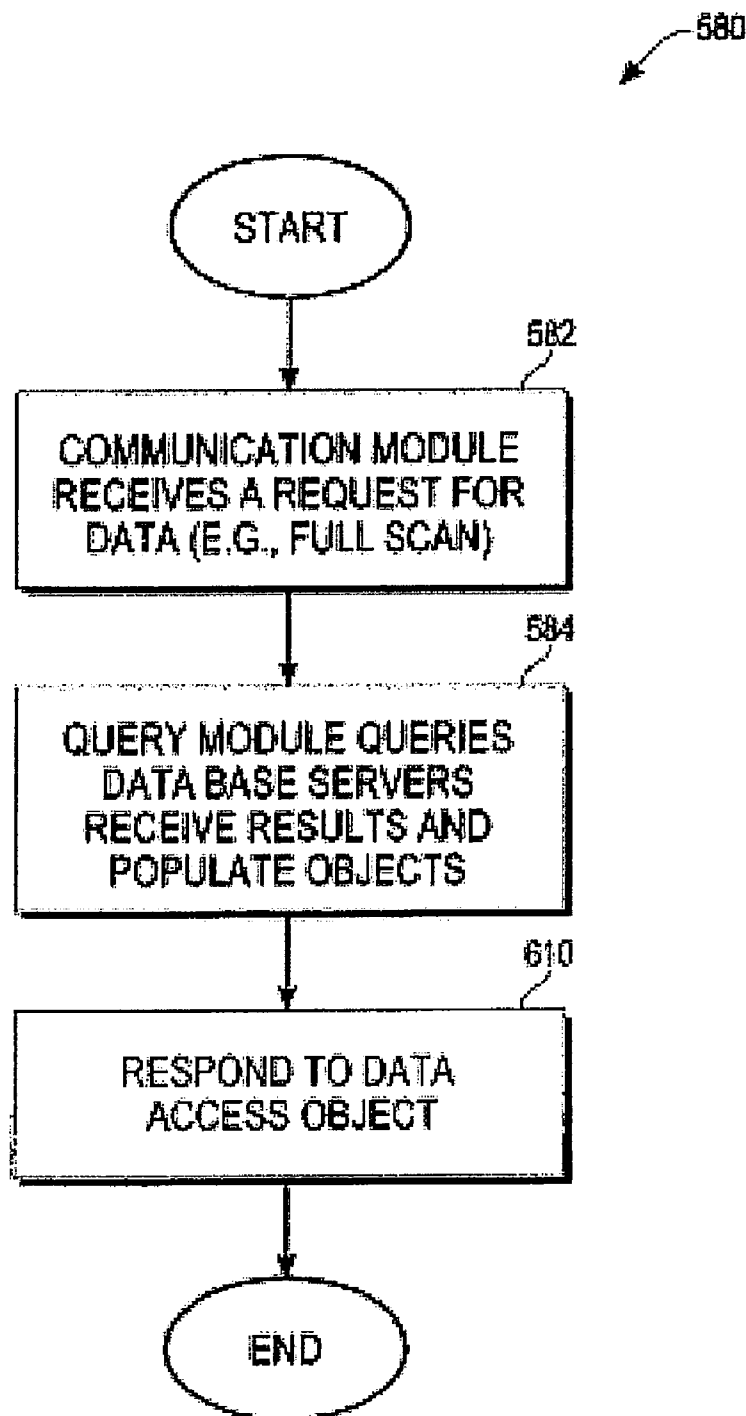 580
START
582
COMMUNICATION MODULE
RECEIVES A REQUEST FOR
DATA (E.G., FULL SCAN)
584
QUERY MODULE QUERIES
DATA BASE SERVERS
RECEIVE RESULTS AND
POPULATE OBJECTS
610
RESPOND TO DATA
ACCESS OBJECT
END